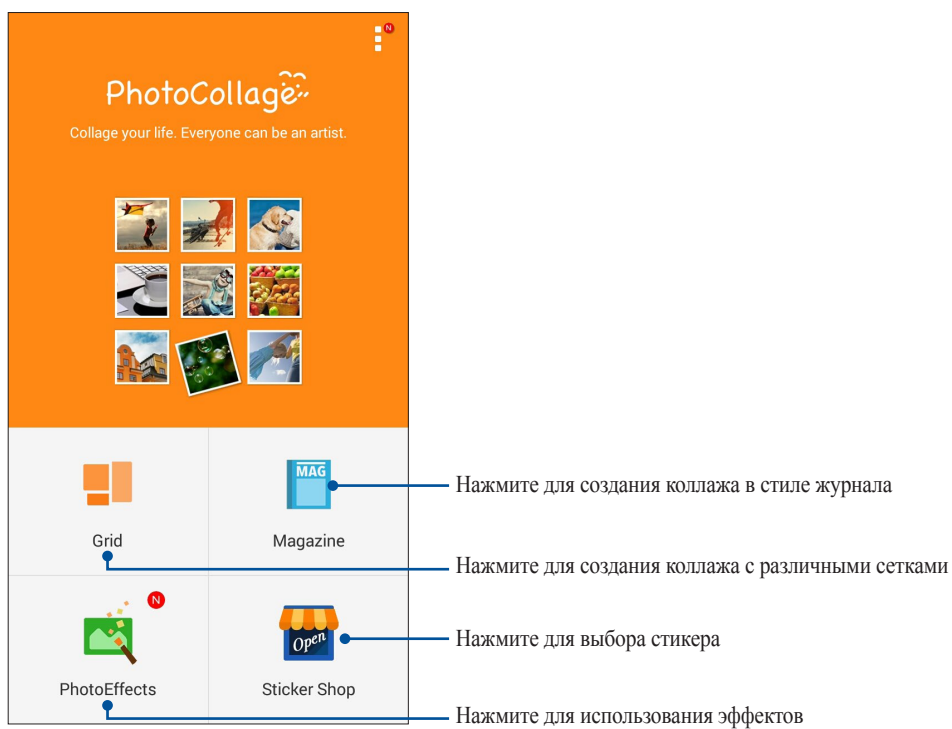 N
PhotoCollage
Collage your life. Everyone can be an artist.
MAG
Нажмите для создания коллажа в стиле журнала
Grid
Magazine
Нажмите для создания коллажа с различными сетками
N
Open
Нажмите для выбора стикера
PhotoEffects
Sticker Shop
Нажмите для использования эффектов